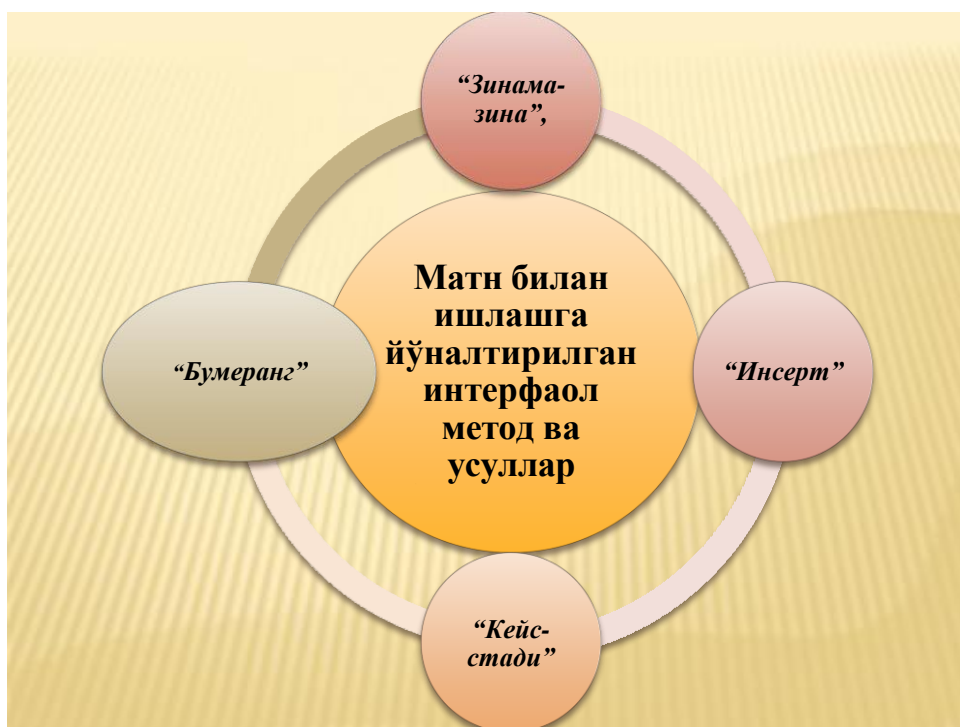 “Зинама-
зина”,
Матн билан
ишлашга
йўналтирилган
интерфаол
метод ва
усуллар
“Бумеранг”
“Инсерт”
“Кейс-
стади”